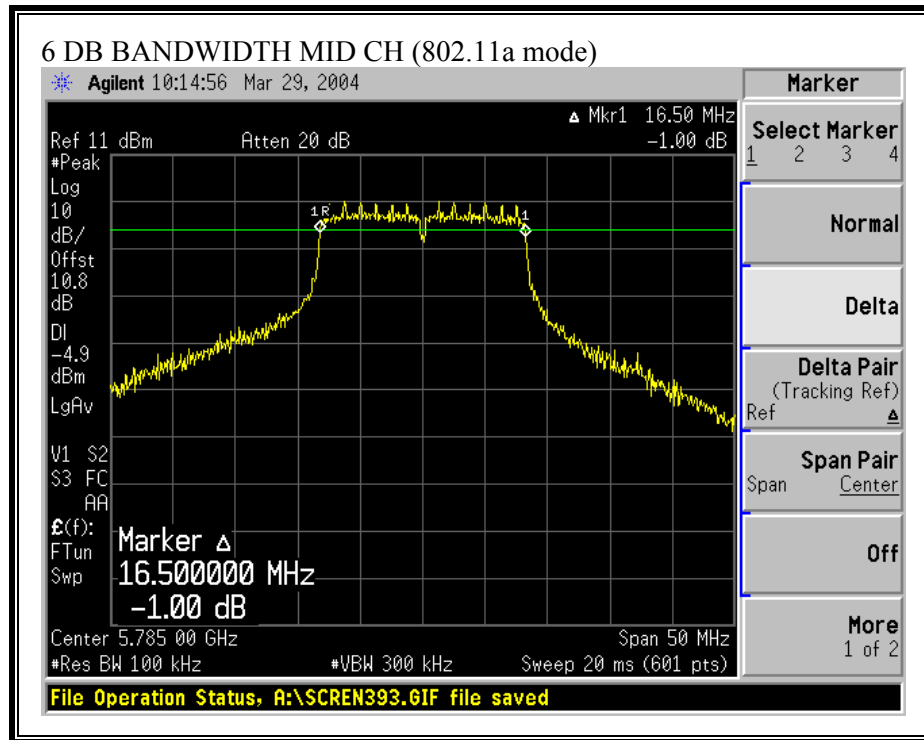 6 DB BANDWIDTH MID CH (802.11a mode)
Agilent 10:14:56 Mar 29, 2004
Marker
Δ Mkr1 16.50 MHz
Ref 11 dBm Atten 20 dB -1.00 dB
#Peak
Log
10
dB/
Offst
10.8
dB
DI
-4.9
dBm
LgAv
V1 S2
S3 FC
AA
£(f):
FTun
Swp
1R
1
Marker Δ
16.500000 MHz
-1.00 dB
Center 5.785 00 GHz Span 50 MHz
#Res BW 100 kHz #VBW 300 kHz Sweep 20 ms (601 pts)
Select Marker
1 2 3 4
Normal
Delta
Delta Pair
(Tracking Ref)
Ref Δ
Span Pair
Span Center
Off
More
1 of 2
File Operation Status, A:\SCREN393.GIF file saved